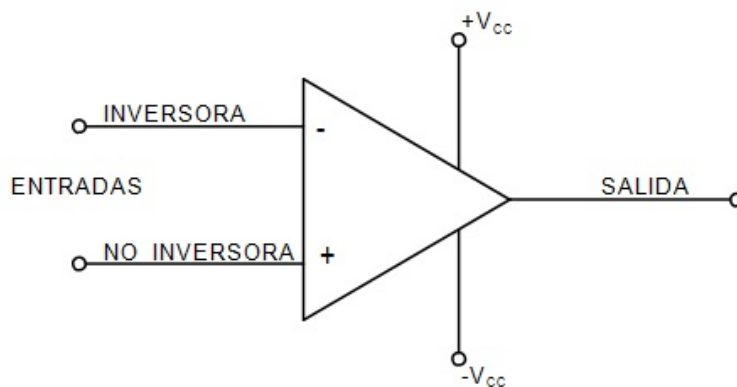 +Vcc
INVERSORA
-
ENTRADAS
SALIDA
NO INVERSORA
+
-Vcc